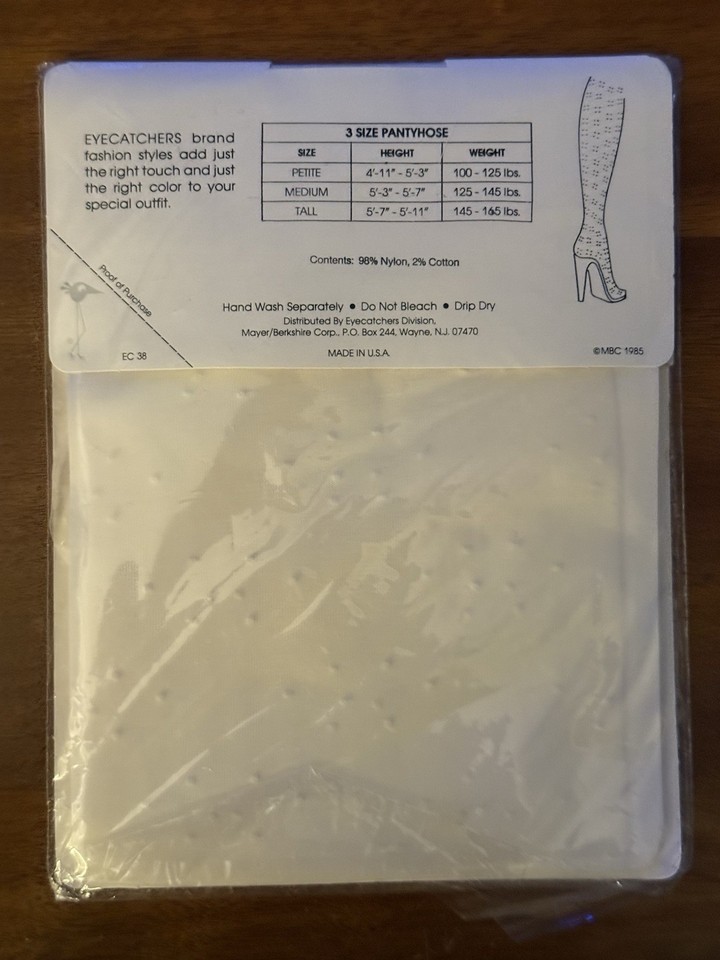 EYECATCHERS brand
fashion styles add just
the right touch and just
the right color to your
special outfit.
3 SIZE PANTYHOSE
SIZE HEIGHT WEIGHT
PETITE 4'-11" - 5'-3" 100 - 125 lbs.
MEDIUM 5'-3" - 5'-7" 125 - 145 lbs.
TALL 5'-7" - 5'-11" 145 - 165 lbs.
Contents: 98% Nylon, 2% Cotton
Proof of Purchase
Hand Wash Separately • Do Not Bleach • Drip Dry
Distributed By Eyecatchers Division,
Mayer/Berkshire Corp., P.O. Box 244, Wayne, N.J. 07470
EC 38
MADE IN U.S.A.
©MBC 1985